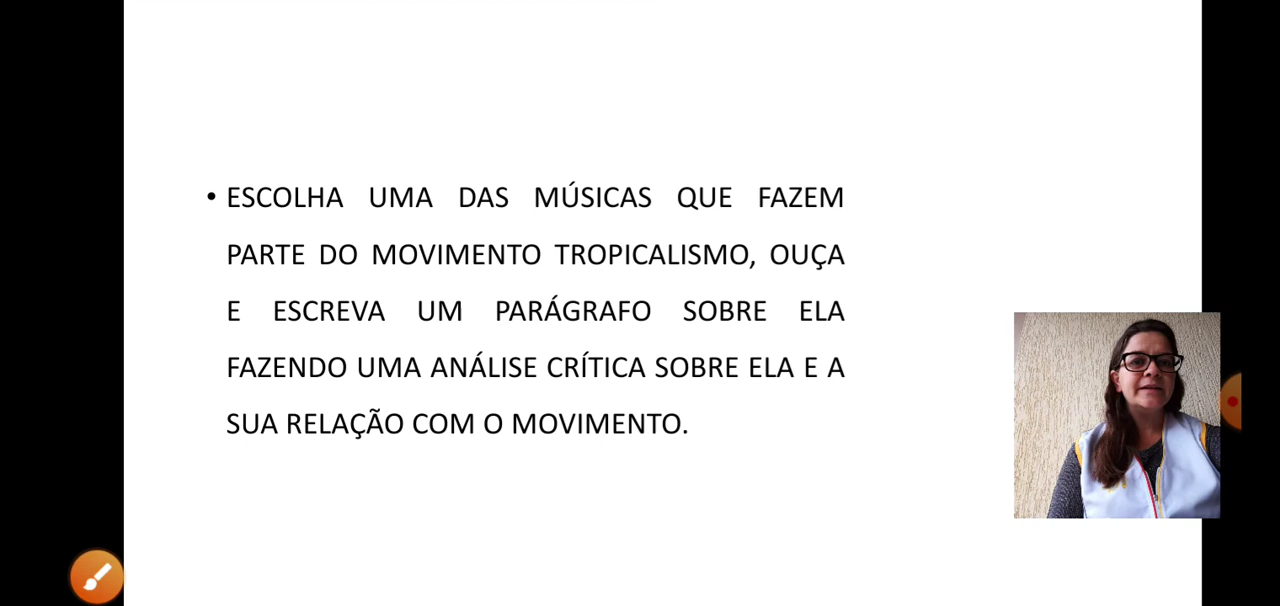 • ESCOLHA UMA DAS MÚSICAS QUE FAZEM
PARTE DO MOVIMENTO TROPICALISMO, OUÇA
E ESCREVA UM PARÁGRAFO SOBRE ELA
FAZENDO UMA ANÁLISE CRÍTICA SOBRE ELA E A
SUA RELAÇÃO COM O MOVIMENTO.